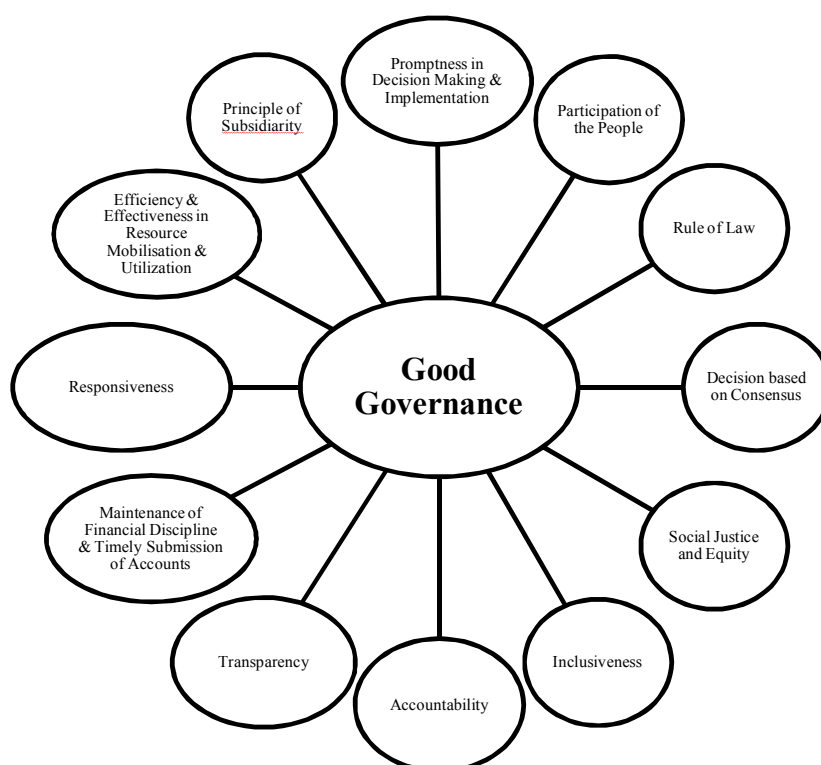 Promptness in
Decision Making &
Implementation
Participation of
the People
Rule of Law
Decision based
on Consensus
Social Justice
and Equity
Inclusiveness
Accountability
Transparency
Maintenance of
Financial Discipline
& Timely Submission
of Accounts
Responsiveness
Efficiency &
Effectiveness in
Resource
Mobilisation &
Utilization
Principle of
Subsidiarity
Good
Governance